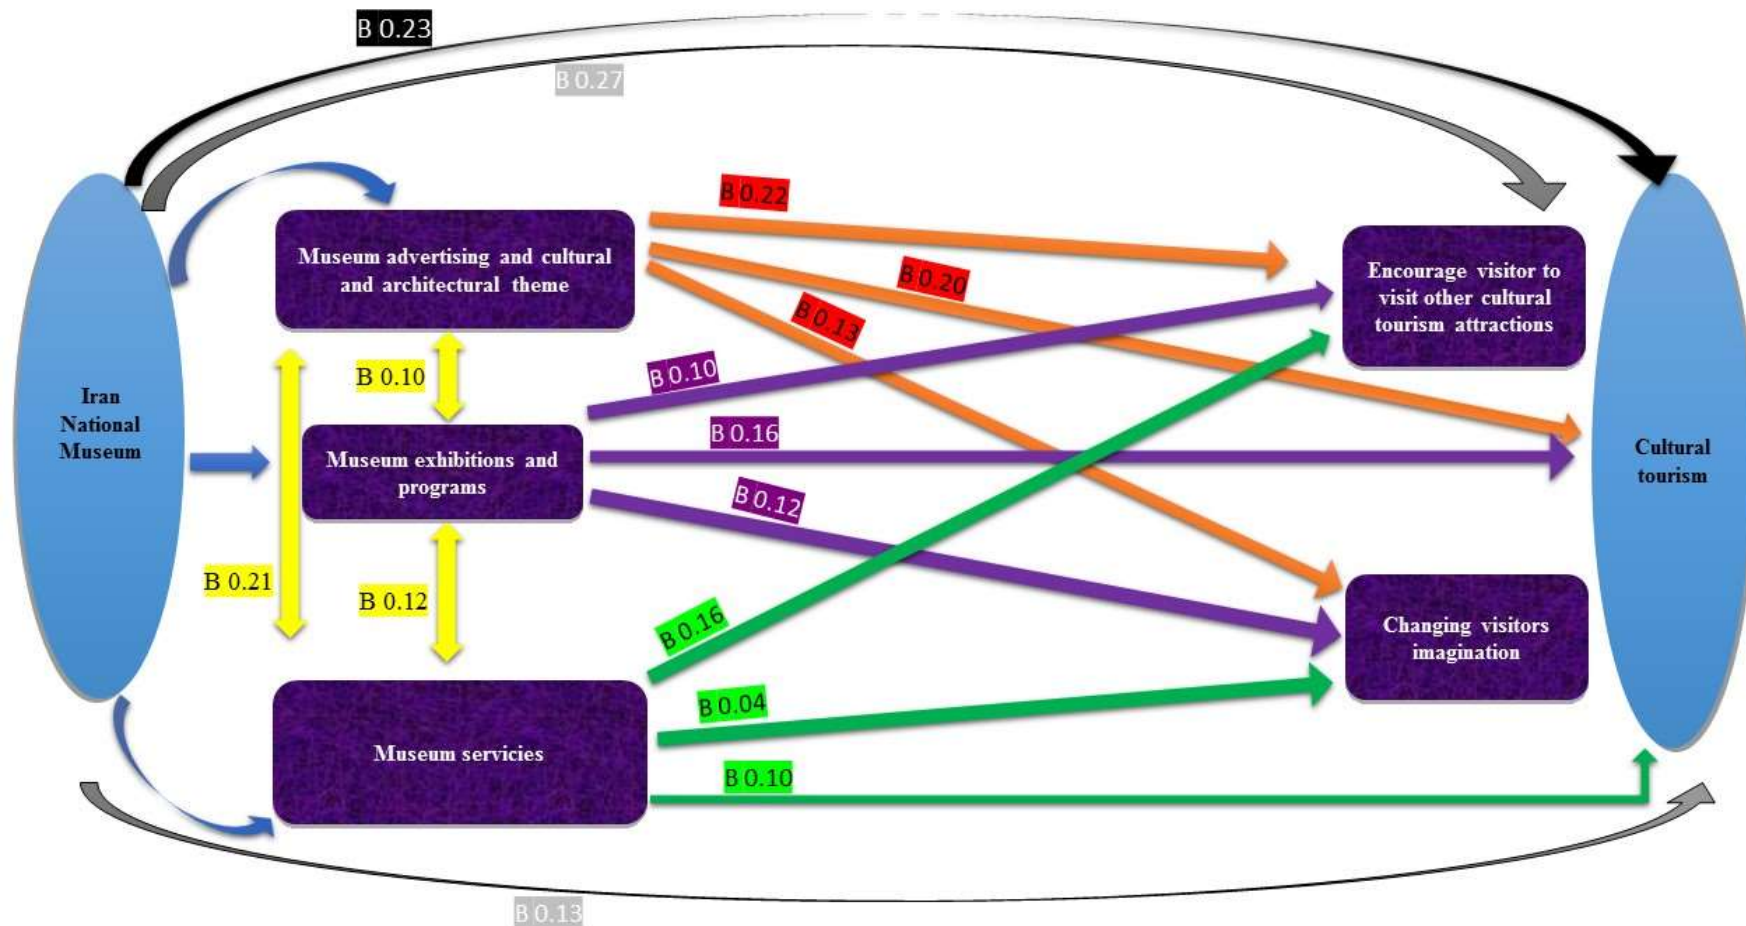 B 0.23
B 0.27
B 0.22
Museum advertising and cultural
and architectural theme
B 0.20
Encourage visitor to
visit other cultural
tourism attractions
B 0.13
B 0.10
B 0.10
Iran
National
Museum
B 0.16
Museum exhibitions and
programs
Cultural
tourism
B 0.12
B 0.21
B 0.12
B 0.16
Changing visitors
imagination
B 0.04
Museum servicies
B 0.10
B 0.13